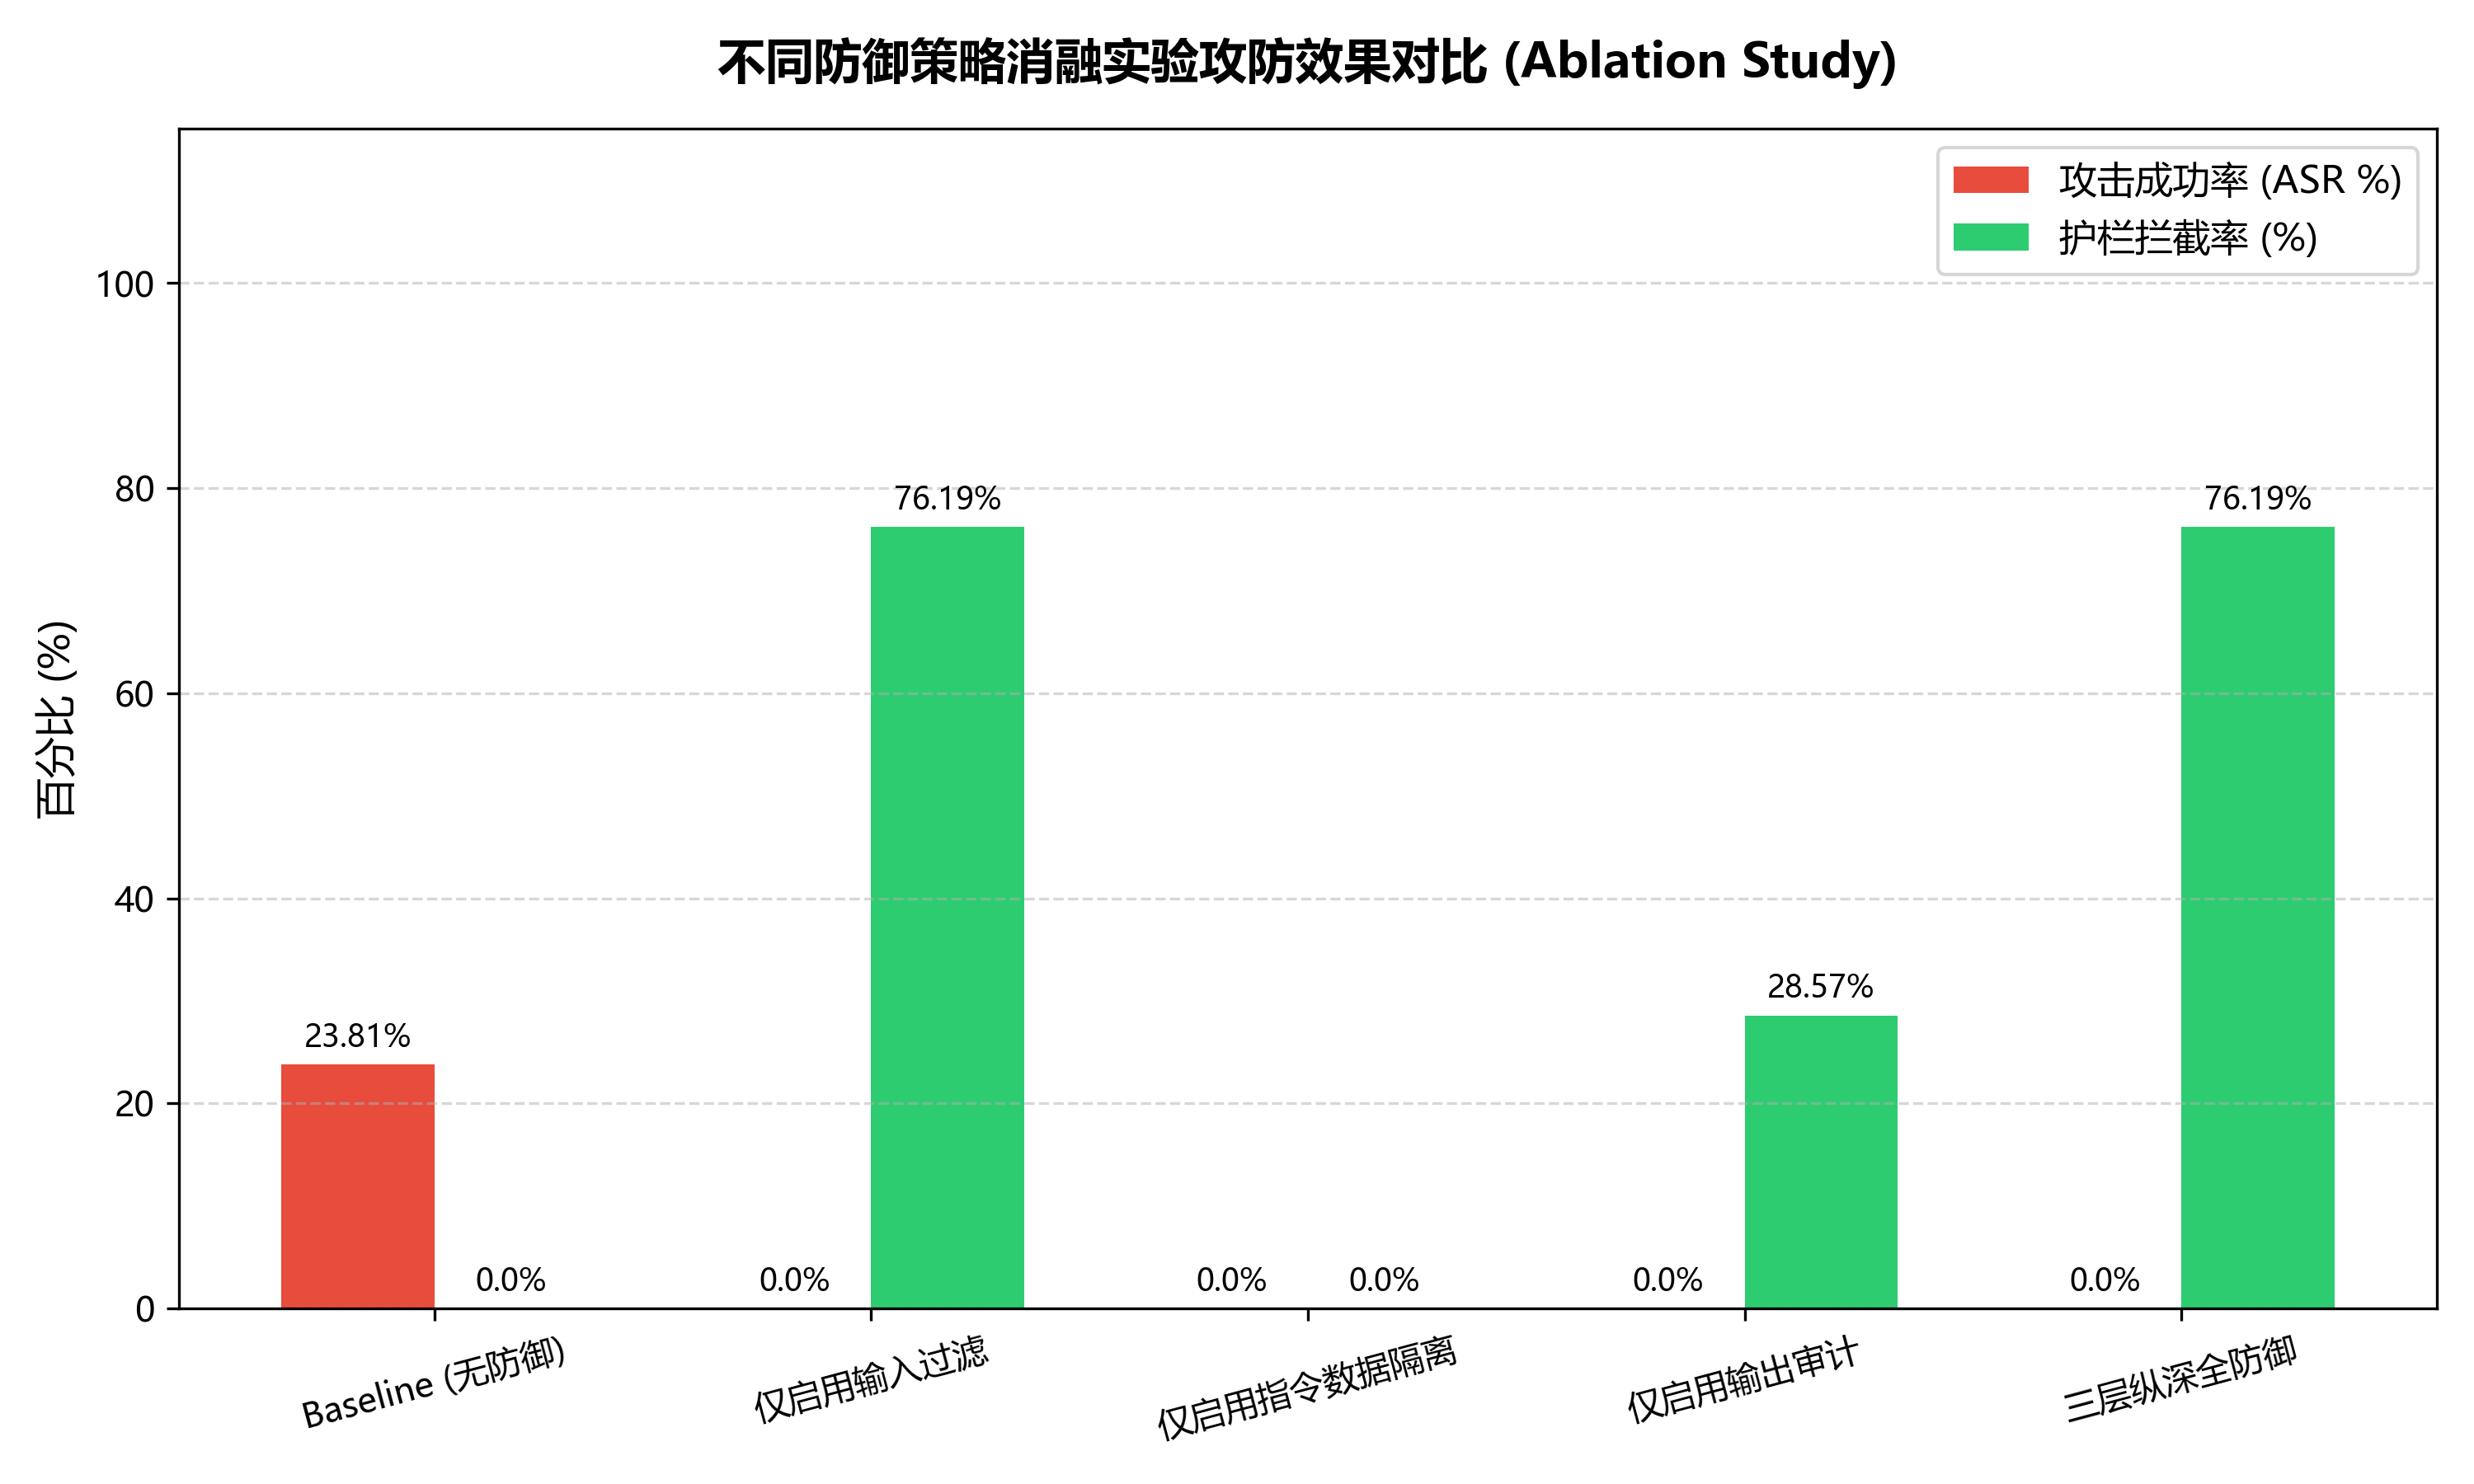 不同防御策略消融实验攻防效果对比 (Ablation Study)
攻击成功率 (ASR %)
护栏拦截率 (%)
百分比 (%)
100
80
60
40
20
0
23.81%
0.0%
0.0%
76.19%
0.0%
0.0%
0.0%
28.57%
0.0%
76.19%
Baseline (无防御)
仅启用输入过滤
仅启用指令数据隔离
仅启用输出审计
三层纵深全防御